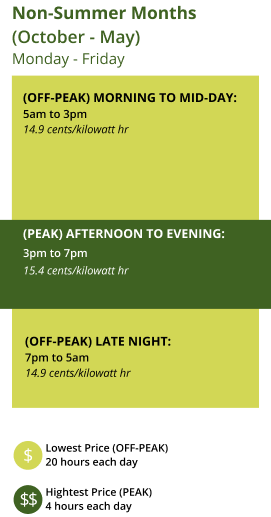 Non-Summer Months
(October - May)
Monday - Friday
(OFF-PEAK) MORNING TO MID-DAY:
5am to 3pm
14.9 cents/kilowatt hr
(PEAK) AFTERNOON TO EVENING:
3pm to 7pm
15.4 cents/kilowatt hr
(OFF-PEAK) LATE NIGHT:
7pm to 5am
14.9 cents/kilowatt hr
$ Lowest Price (OFF-PEAK)
20 hours each day
$$ Hightest Price (PEAK)
4 hours each day